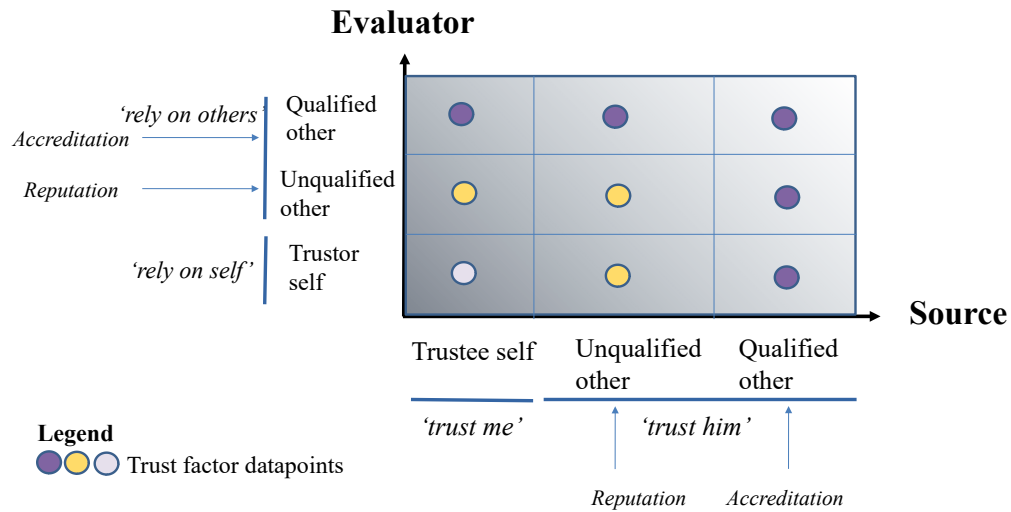 Evaluator
'rely on others'
Qualified
other
Accreditation
Reputation
Unqualified
other
'rely on self'
Trustor
self
Source
Trustee self
Unqualified
other
Qualified
other
'trust me'
'trust him'
Legend
Trust factor datapoints
Reputation
Accreditation